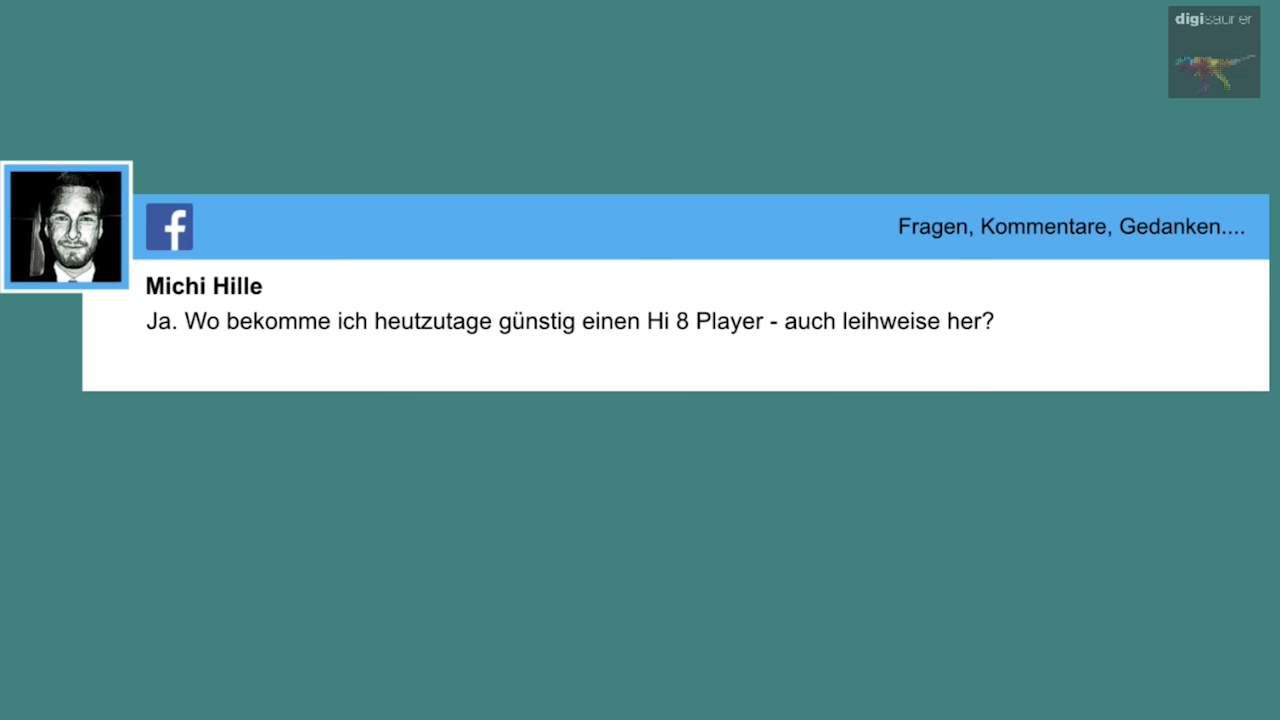 digisaurier
Fragen, Kommentare, Gedanken....
Michi Hille
Ja. Wo bekomme ich heutzutage günstig einen Hi 8 Player - auch leihweise her?